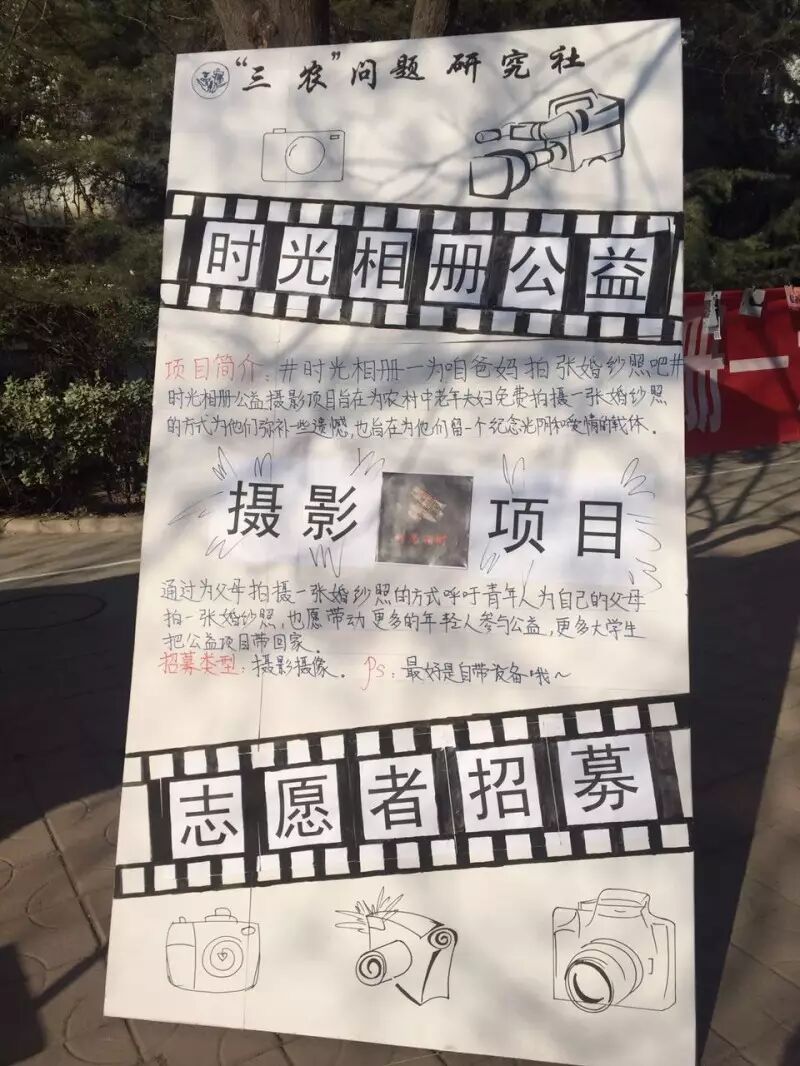 “三农”问题研究社
时光相册公益
项目简介：#时光相册—为咱爸妈拍张婚纱照吧#
时光相册公益摄影项目旨在为农村中老年夫妇免费拍摄一张婚纱照
的方式为他们弥补一些遗憾，也旨在为他们留一个纪念光阴和爱情的载体．
摄影 项目
通过为父母拍摄一张婚纱照的方式呼吁青年人为自己的父母
拍一张婚纱照，也愿带动更多的年轻人参与公益，更多大学生
把公益项目带回家．
招募类型：摄影摄像． Ps：最好是自带设备哦~
志愿者招募